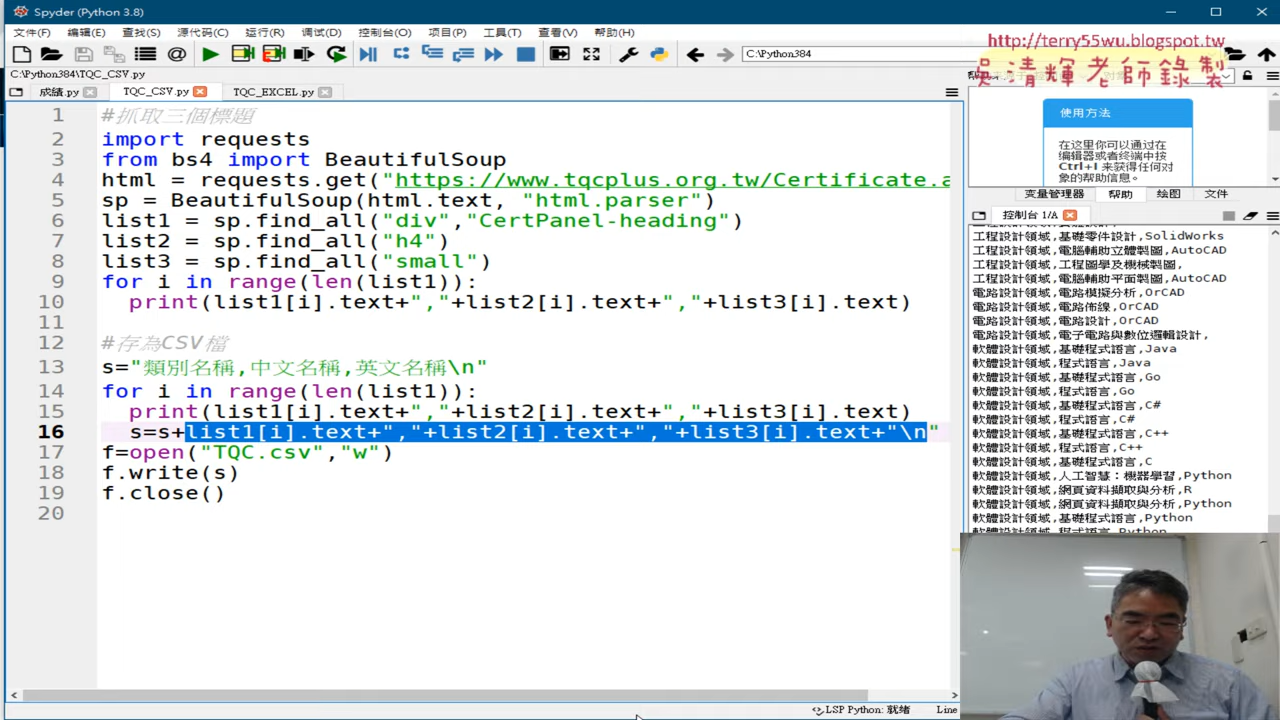 Spyder (Python 3.8)
文件(F) 编辑(E) 查找(S) 源代码(C) 运行(R) 调试(D) 控制台(O) 项目(P) 工具(T) 查看(V) 帮助(H)
http://terry55wu.blogspot.tw
吳清輝老師錄製
C:\Python384
C:\Python384\TQC_CSV.py
成績.py TQC_CSV.py TQC_EXCEL.py
1 #抓取三個標題
2 import requests
3 from bs4 import BeautifulSoup
4 html = requests.get("https://www.tqcplus.org.tw/Certificate.a
5 sp = BeautifulSoup(html.text, "html.parser")
6 list1 = sp.find_all("div","CertPanel-heading")
7 list2 = sp.find_all("h4")
8 list3 = sp.find_all("small")
9 for i in range(len(list1)):
10 print(list1[i].text+","+list2[i].text+","+list3[i].text)
11
12 #存為CSV檔
13 s="類別名稱,中文名稱,英文名稱\n"
14 for i in range(len(list1)):
15 print(list1[i].text+","+list2[i].text+","+list3[i].text)
16 s=s+list1[i].text+","+list2[i].text+","+list3[i].text+"\n"
17 f=open("TQC.csv","w")
18 f.write(s)
19 f.close()
20
使用方法
在这里你可以通过在
编辑器或者终端中按
Ctrl+I 来获得任何对
象的帮助信息。
变量管理器 帮助 绘图 文件
控制台 1/A
工程設計領域,基礎零件設計,SolidWorks
工程設計領域,電腦輔助立體製圖,AutoCAD
工程設計領域,工程圖學及機械製圖,
工程設計領域,電腦輔助平面製圖,AutoCAD
電路設計領域,電路模擬分析,OrCAD
電路設計領域,電路佈線,OrCAD
電路設計領域,電路設計,OrCAD
電路設計領域,電子電路與數位邏輯設計,
軟體設計領域,基礎程式語言,Java
軟體設計領域,程式語言,Java
軟體設計領域,基礎程式語言,Go
軟體設計領域,程式語言,Go
軟體設計領域,基礎程式語言,C#
軟體設計領域,程式語言,C#
軟體設計領域,基礎程式語言,C++
軟體設計領域,程式語言,C++
軟體設計領域,基礎程式語言,C
軟體設計領域,人工智慧：機器學習,Python
軟體設計領域,網頁資料擷取與分析,R
軟體設計領域,網頁資料擷取與分析,Python
軟體設計領域,基礎程式語言,Python
軟體設計領域,程式語言,Python
LSP Python: 就绪 Line